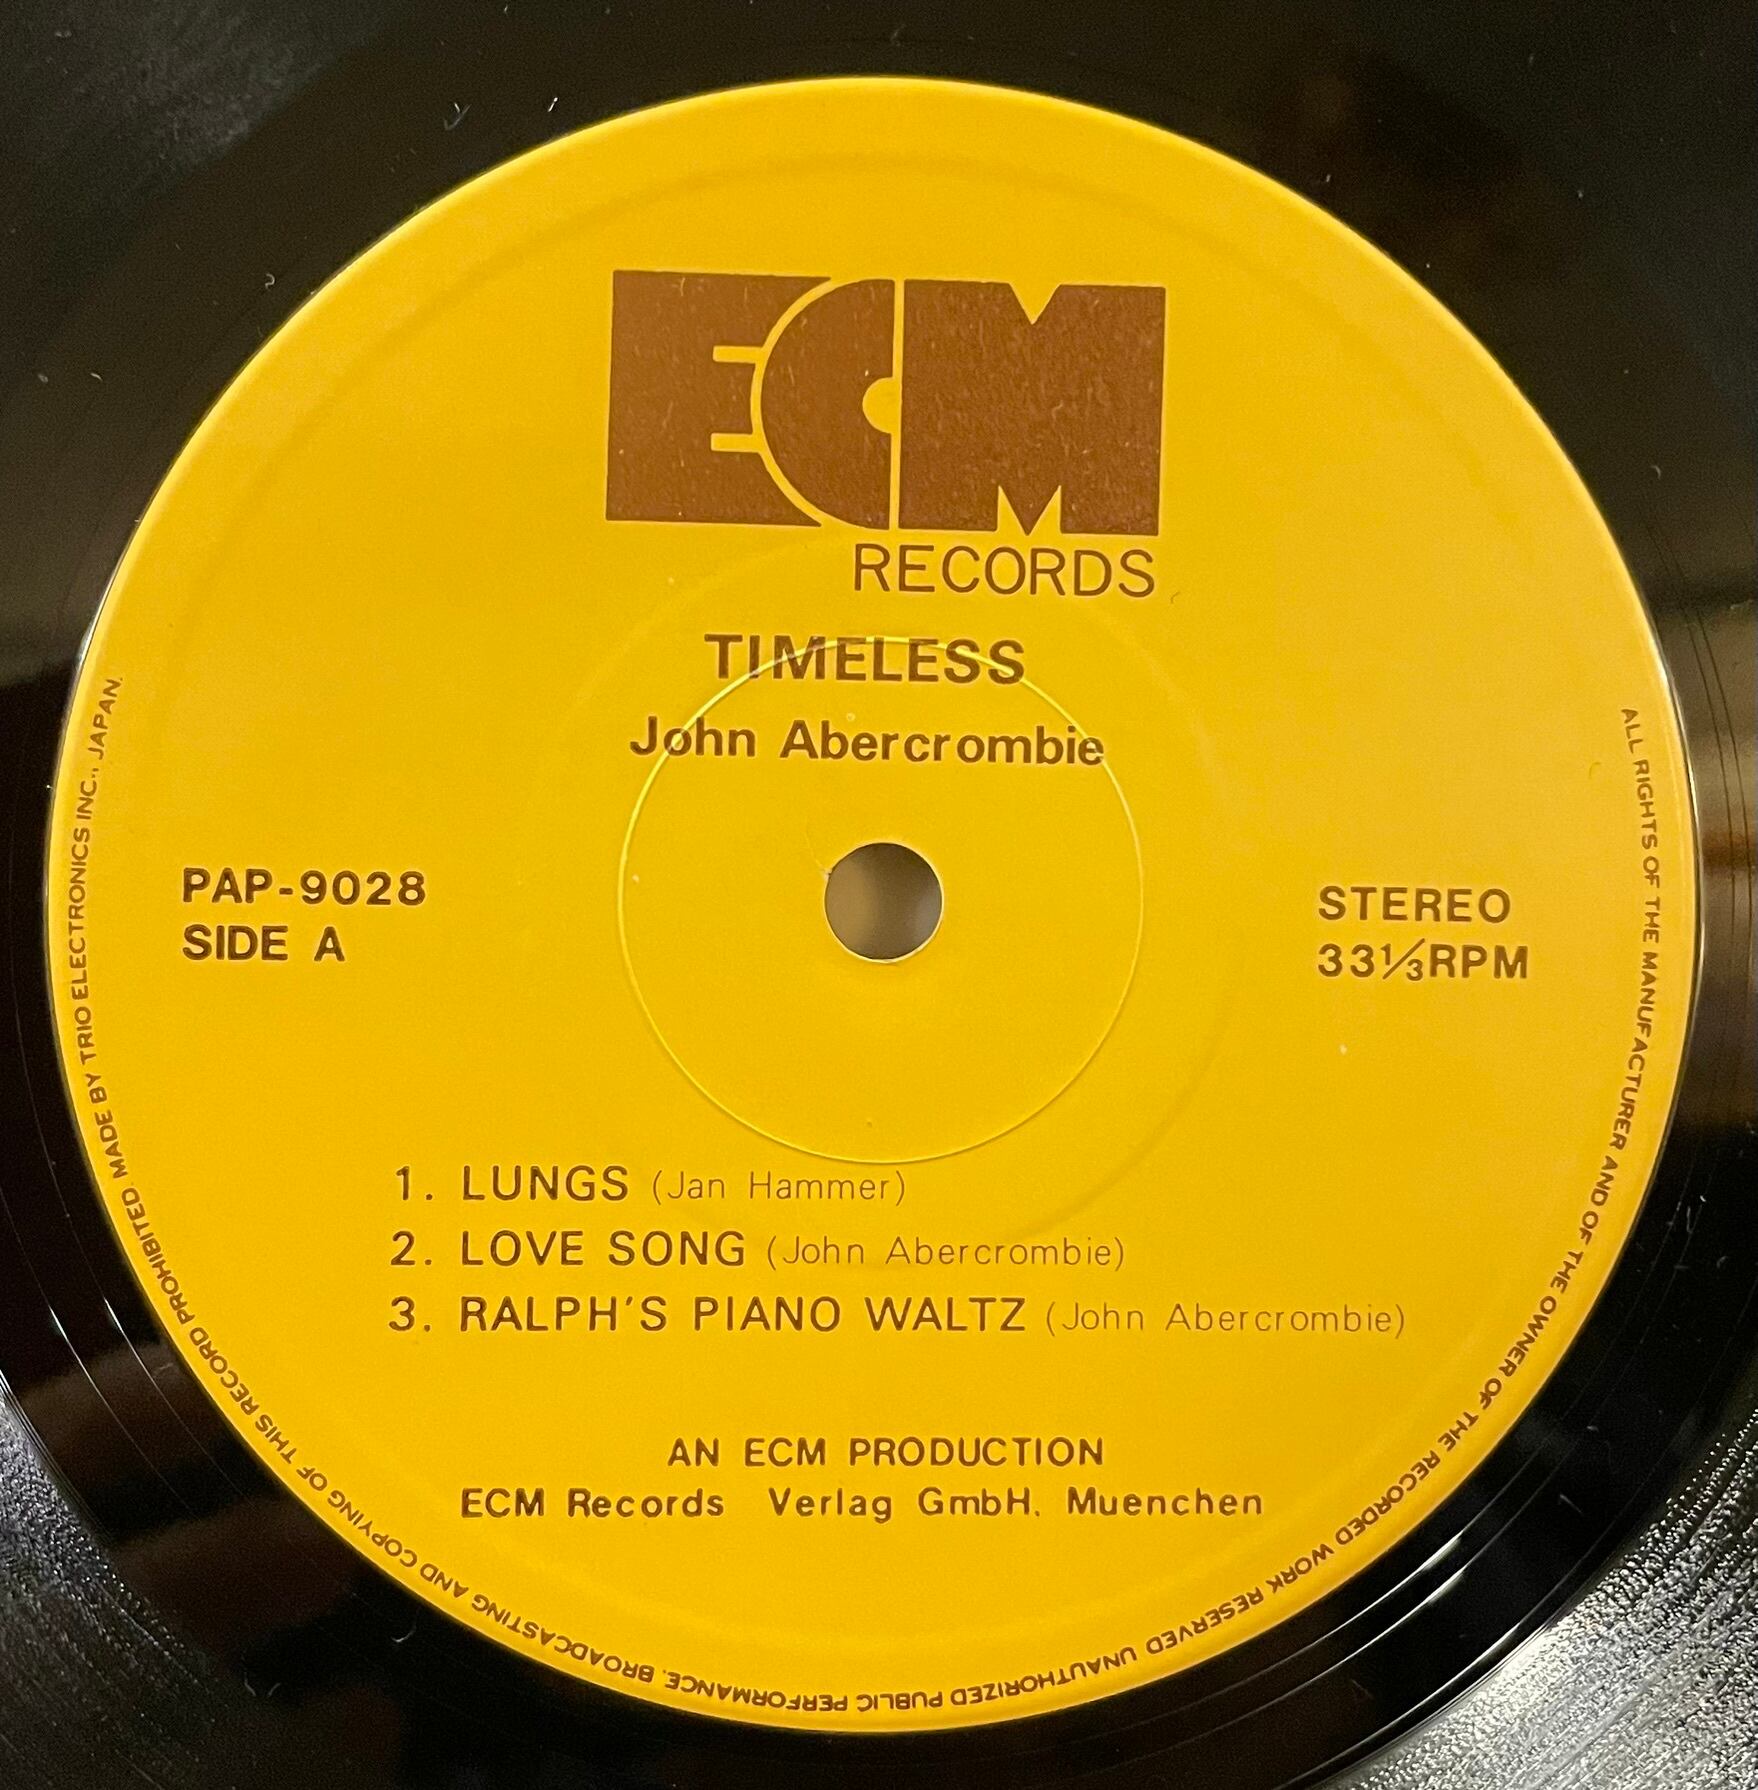 ECM
RECORDS
TIMELESS
John Abercrombie
PAP-9028
SIDE A
STEREO
33⅓RPM
1. LUNGS (Jan Hammer)
2. LOVE SONG (John Abercrombie)
3. RALPH'S PIANO WALTZ (John Abercrombie)
AN ECM PRODUCTION
ECM Records Verlag GmbH. Muenchen
ALL RIGHTS OF THE MANUFACTURER AND OF THE OWNER OF THE RECORDED WORK RESERVED UNAUTHORIZED PUBLIC PERFORMANCE. BROADCASTING AND COPYING OF THIS RECORD PROHIBITED. MADE BY TRIO ELECTRONICS INC., JAPAN.